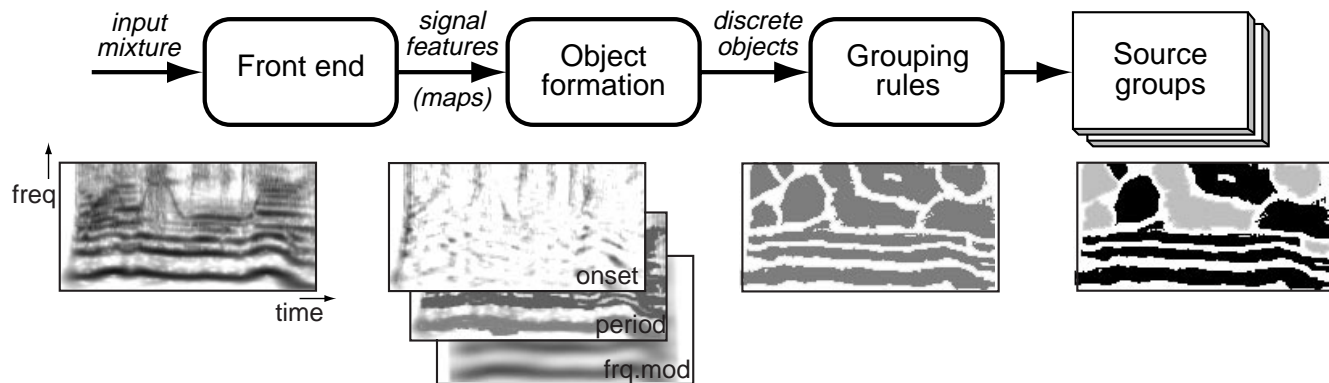 input
mixture
Front end
signal
features
(maps)
Object
formation
discrete
objects
Grouping
rules
Source
groups
freq
time
onset
period
frq.mod